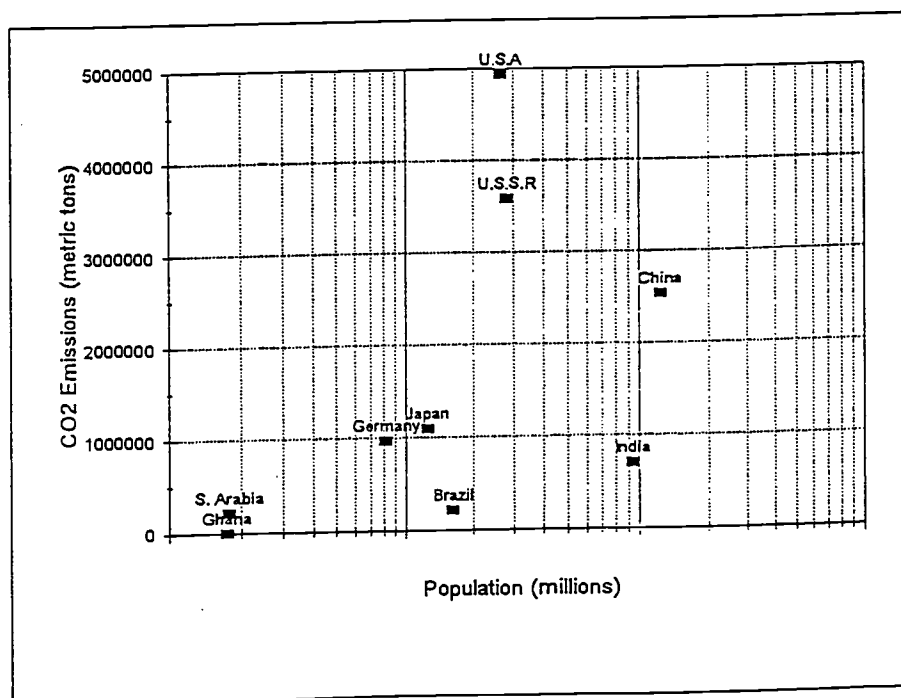 U.S.A
5000000
4000000
U.S.S.R
3000000
China
2000000
Japan
Germany
1000000
India
S. Arabia
Brazil
Ghana
0
CO2 Emissions (metric tons)
Population (millions)